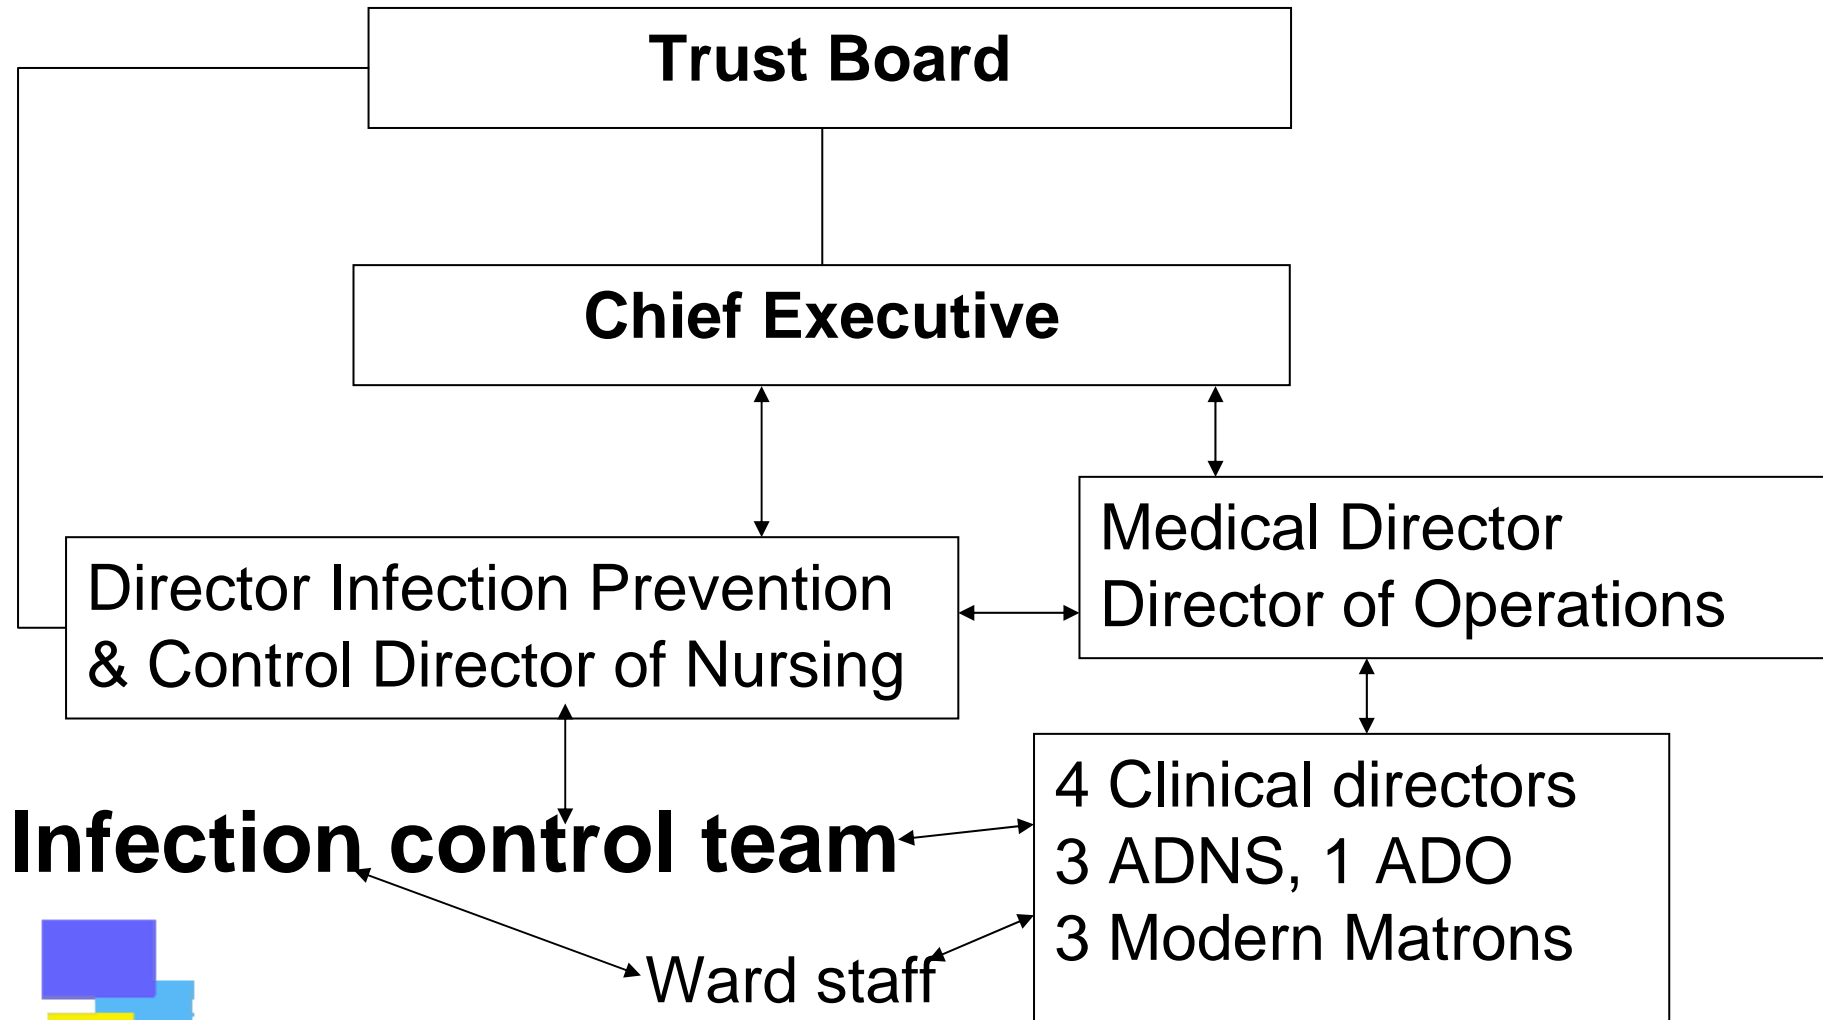 Trust Board
Chief Executive
Medical Director
Director of Operations
Director Infection Prevention
& Control Director of Nursing
Infection control team
4 Clinical directors
3 ADNS, 1 ADO
3 Modern Matrons
Ward staff